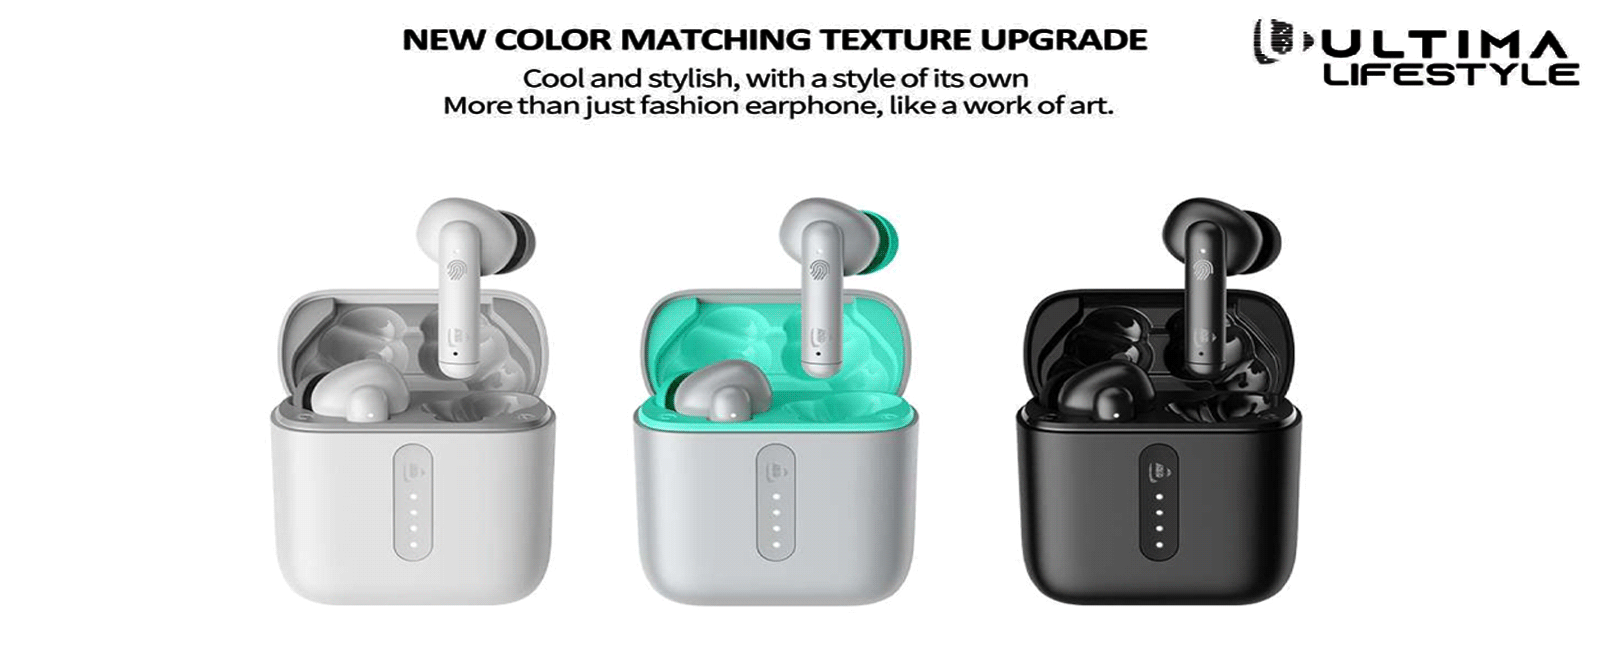 NEW COLOR MATCHING TEXTURE UPGRADE
Cool and stylish, with a style of its own
More than just fashion earphone, like a work of art.
ULTIMA
LIFESTYLE